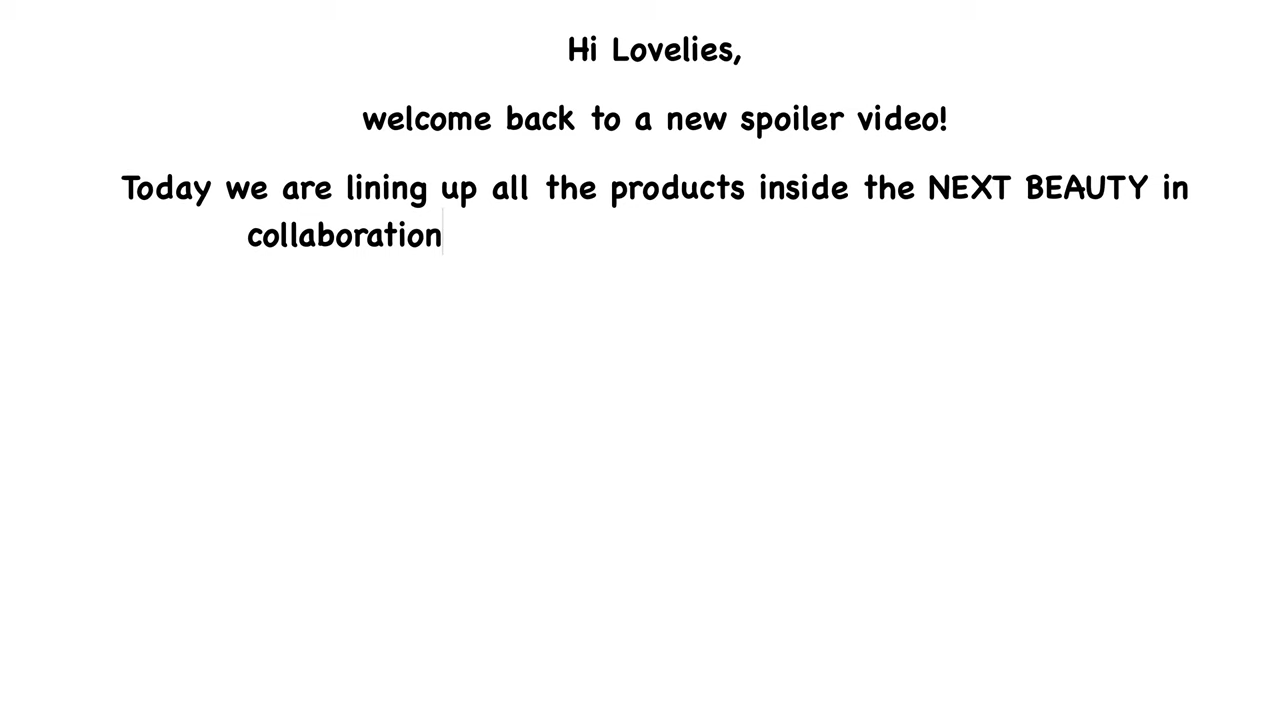 Hi Lovelies,
welcome back to a new spoiler video!
Today we are lining up all the products inside the NEXT BEAUTY in
collaboration